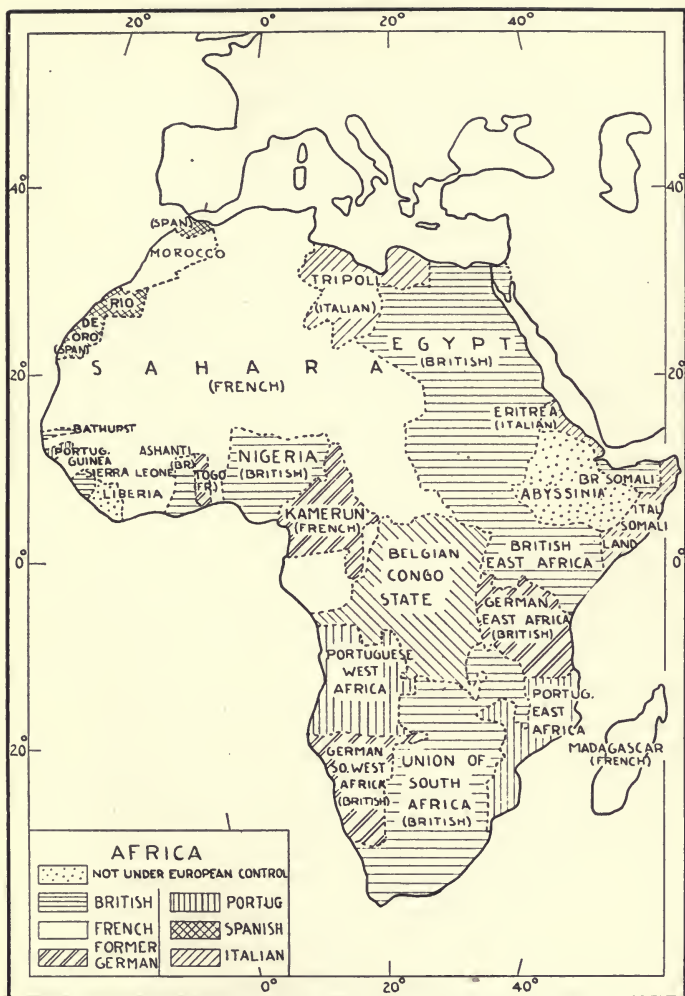 20°
0°
20°
40°
40°
40°
(SPAN)
MOROCCO
RIO
DE
ORO
(SPAN)
TRIPOLI
(ITALIAN)
EGYPT
(BRITISH)
20°
SAHARA
(FRENCH)
20°
ERITREA
(ITALIAN)
BATHURST
PORTUG.
GUINEA
SIERRA LEONE
LIBERIA
ASHANTI
(BR)
TOGO
(FR)
NIGERIA
(BRITISH)
KAMERUN
(FRENCH)
BR SOMALI
ABYSSINIA
ITAL
SOMALI
LAND
0°
BELGIAN
CONGO
STATE
BRITISH
EAST AFRICA
0°
GERMAN
EAST AFRICA
(BRITISH)
PORTUGUESE
WEST
AFRICA
PORTUG.
EAST
AFRICA
MADAGASCAR
(FRENCH)
20°
GERMAN
SO. WEST
AFRICA
(BRITISH)
UNION OF
SOUTH
AFRICA
(BRITISH)
AFRICA
NOT UNDER EUROPEAN CONTROL
BRITISH
PORTUG
FRENCH
SPANISH
FORMER
GERMAN
ITALIAN
20°
0°
20°
40°